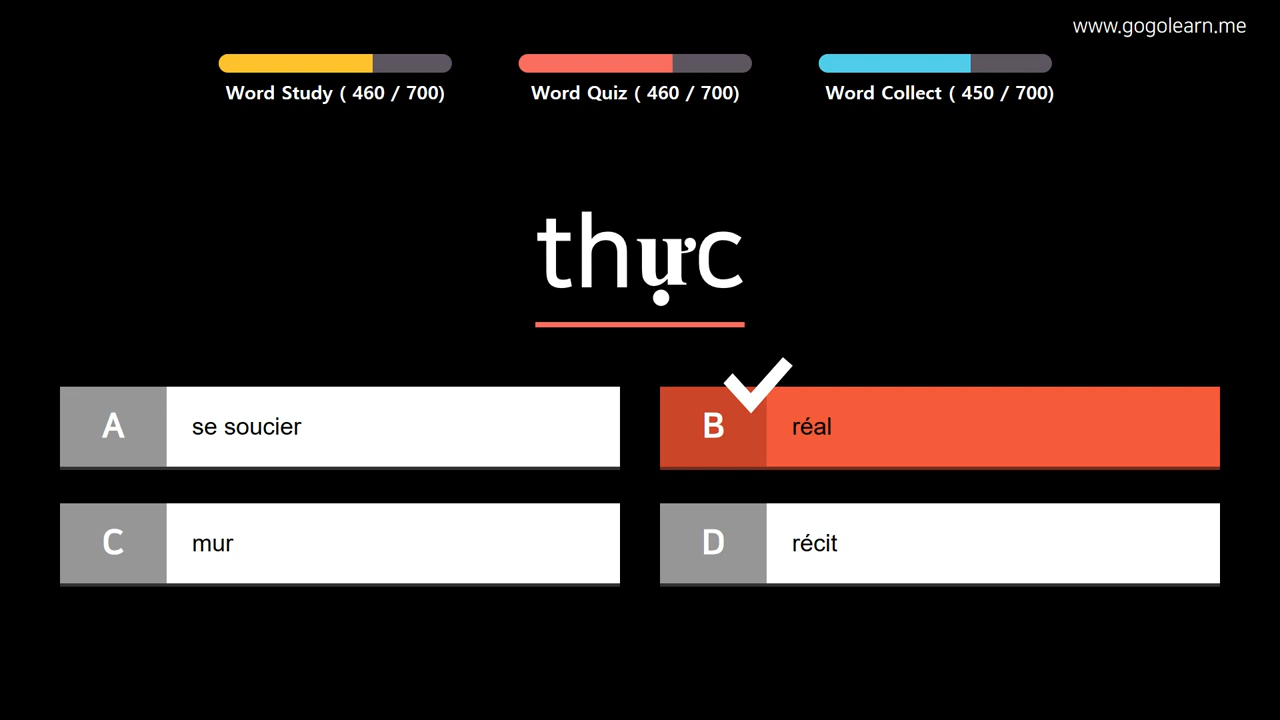 www.gogolearn.me
Word Study ( 460 / 700)
Word Quiz ( 460 / 700)
Word Collect ( 450 / 700)
thực
A
se soucier
B
réal
C
mur
D
récit